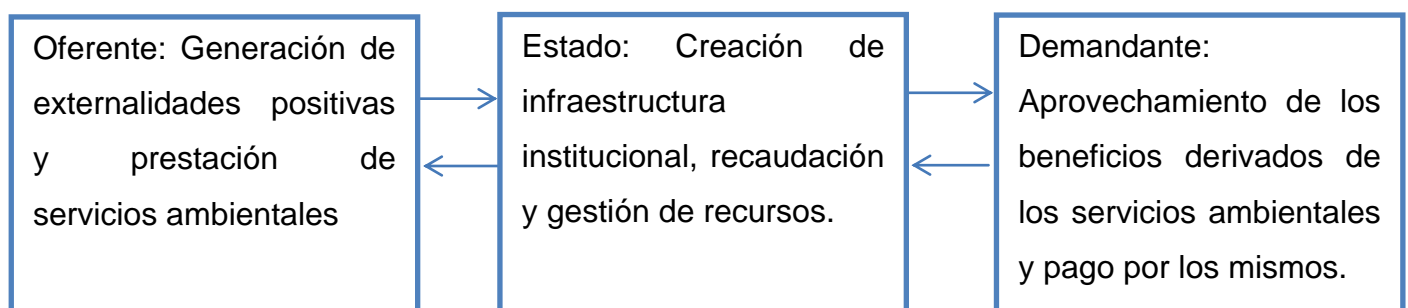 Oferente: Generación de
externalidades positivas
y prestación de
servicios ambientales
Estado: Creación de
infraestructura
institucional, recaudación
y gestión de recursos.
Demandante:
Aprovechamiento de los
beneficios derivados de
los servicios ambientales
y pago por los mismos.